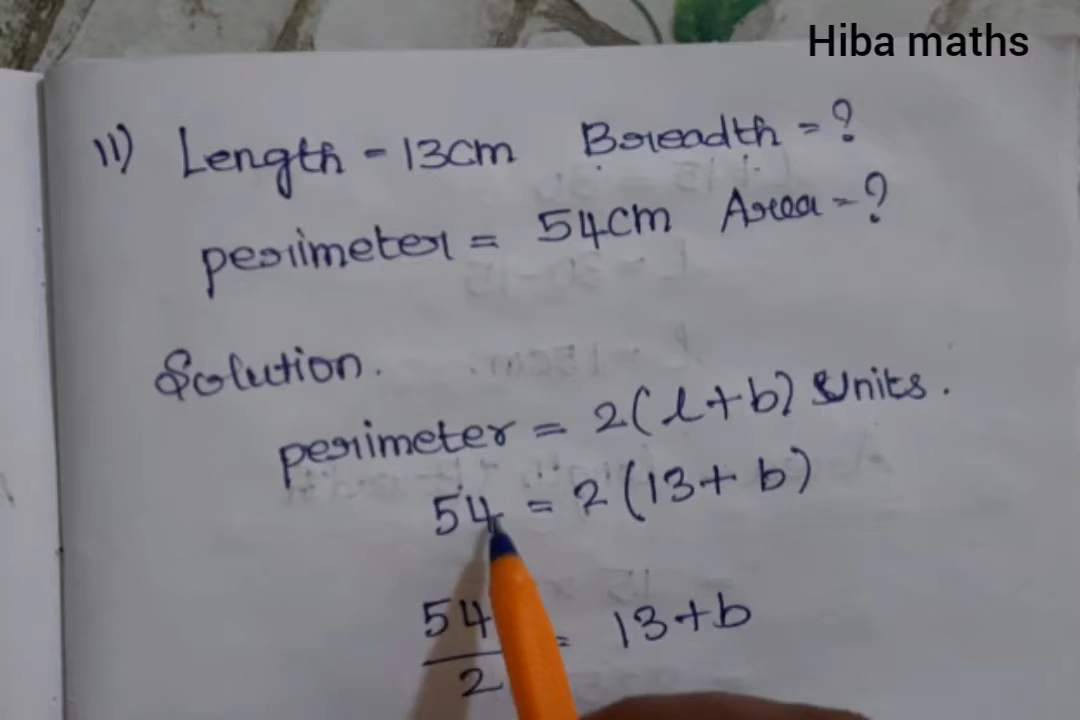 Hiba maths
11) Length = 13cm Breadth = ?
perimeter = 54cm Area = ?
Solution.
perimeter = 2(l+b) Units.
54 = 2(13+b)
54/2 = 13+b